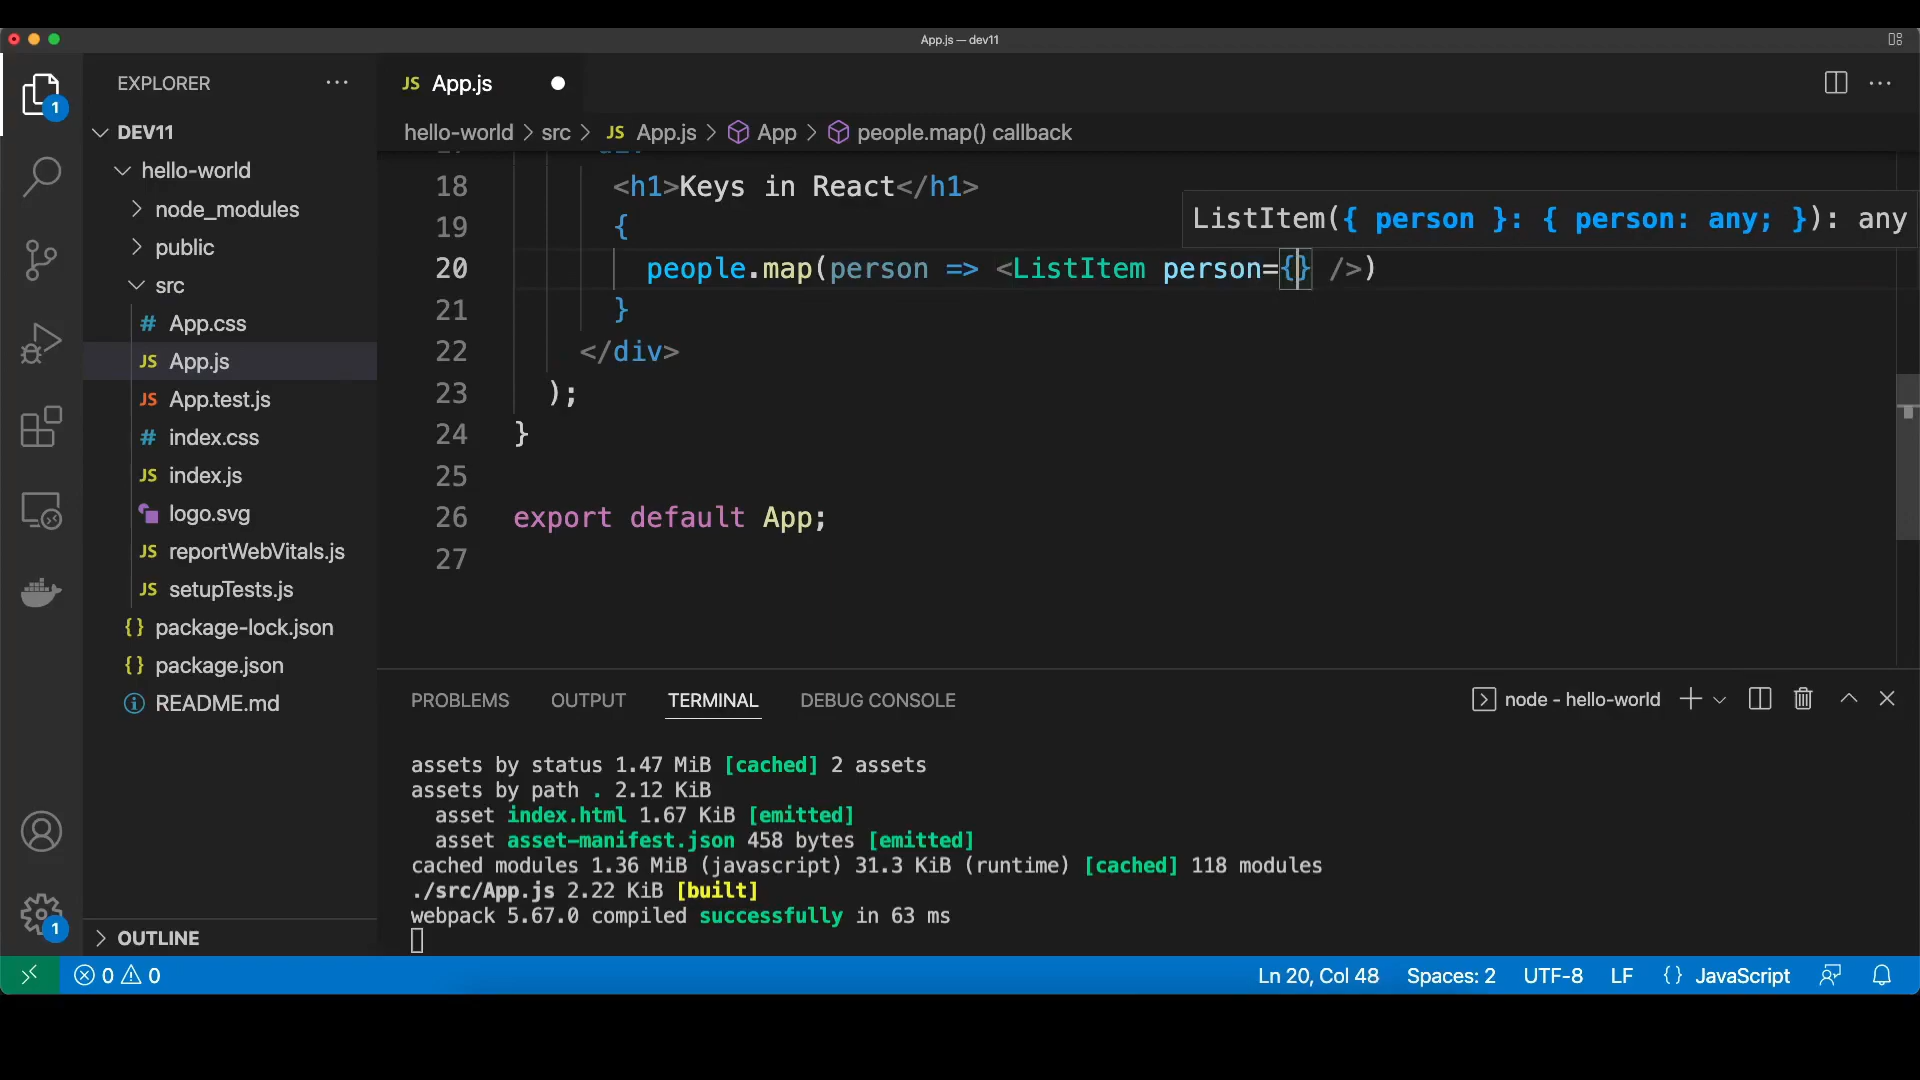 App.js — dev11
EXPLORER
DEV11
hello-world
node_modules
public
src
# App.css
JS App.js
JS App.test.js
# index.css
JS index.js
logo.svg
JS reportWebVitals.js
JS setupTests.js
{} package-lock.json
{} package.json
README.md
OUTLINE
1
1
JS App.js
hello-world > src > JS App.js > App > people.map() callback
18 <h1>Keys in React</h1>
19 {
ListItem({ person }: { person: any; }): any
20 people.map(person => <ListItem person={} />)
21 }
22 </div>
23 );
24 }
25
26 export default App;
27
PROBLEMS OUTPUT TERMINAL DEBUG CONSOLE
node - hello-world
assets by status 1.47 MiB [cached] 2 assets
assets by path . 2.12 KiB
asset index.html 1.67 KiB [emitted]
asset asset-manifest.json 458 bytes [emitted]
cached modules 1.36 MiB (javascript) 31.3 KiB (runtime) [cached] 118 modules
./src/App.js 2.22 KiB [built]
webpack 5.67.0 compiled successfully in 63 ms
0 0
Ln 20, Col 48 Spaces: 2 UTF-8 LF {} JavaScript